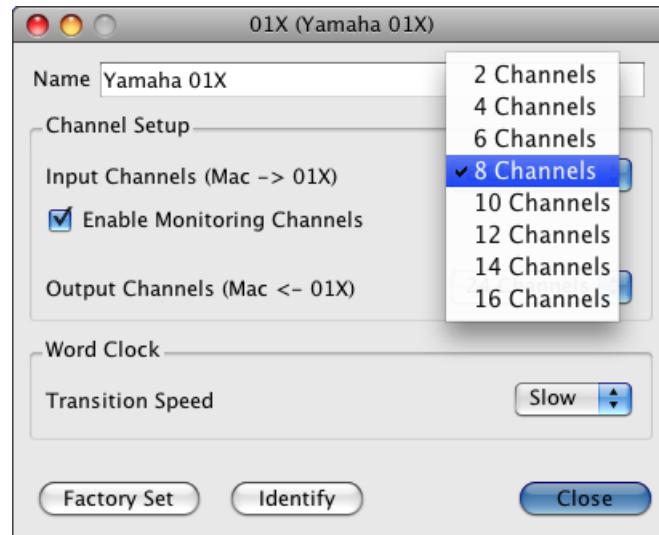 01X (Yamaha 01X)
Name Yamaha 01X
Channel Setup
Input Channels (Mac -> 01X)
Enable Monitoring Channels
Output Channels (Mac <- 01X)
2 Channels
4 Channels
6 Channels
8 Channels
10 Channels
12 Channels
14 Channels
16 Channels
Word Clock
Transition Speed Slow
Factory Set Identify Close